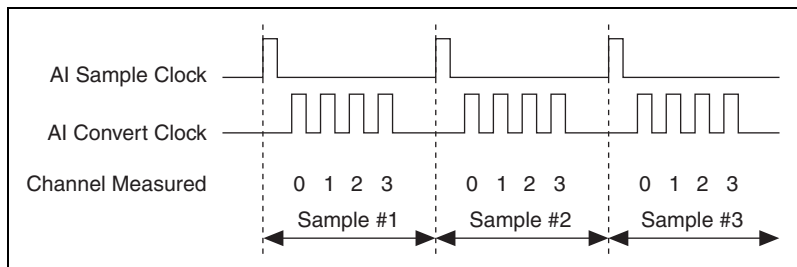 AI Sample Clock
AI Convert Clock
Channel Measured 0 1 2 3 0 1 2 3 0 1 2 3
Sample #1 Sample #2 Sample #3